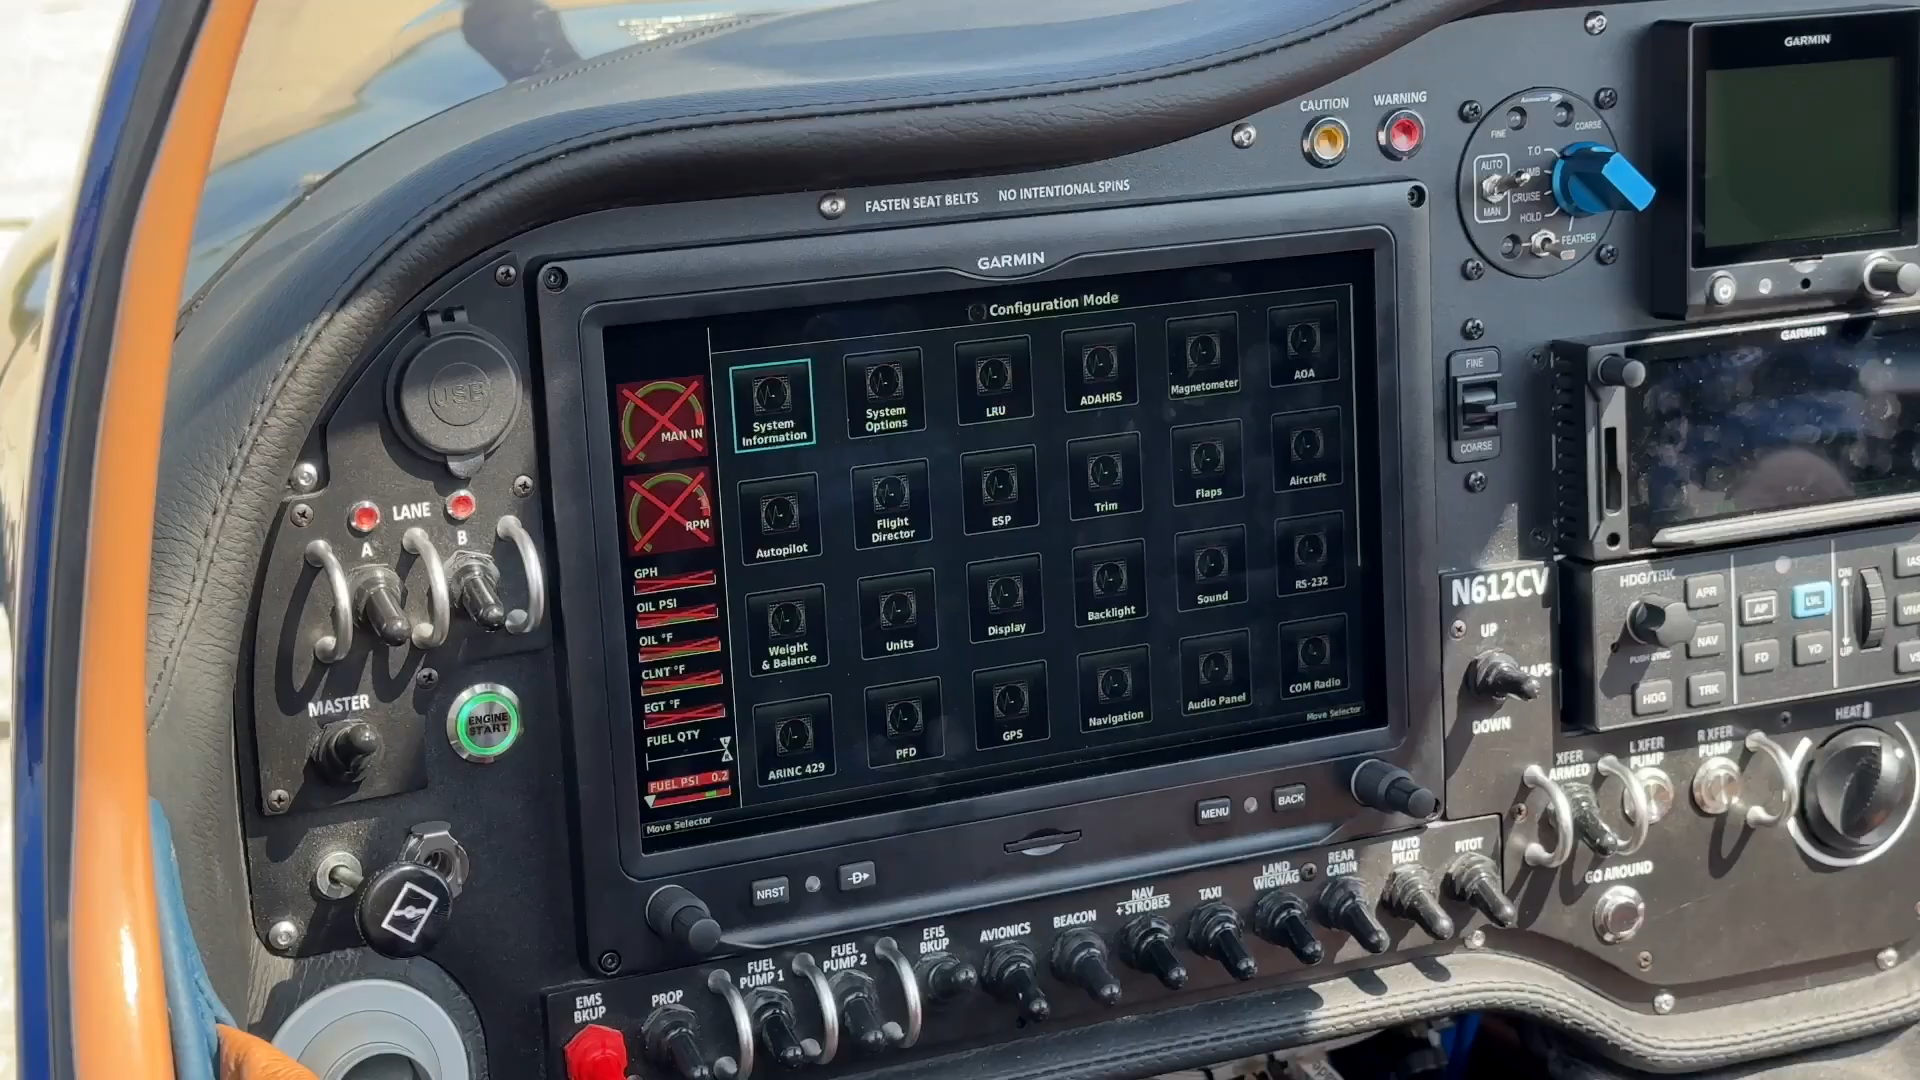 GARMIN
CAUTION
WARNING
FINE
COARSE
T.O
AUTO
CRUISE
MAN
HOLD
FEATHER
FASTEN SEAT BELTS NO INTENTIONAL SPINS
GARMIN
Configuration Mode
System
Information
System
Options
LRU
ADAHRS
Magnetometer
AOA
Autopilot
Flight
Director
ESP
Trim
Flaps
Aircraft
Weight
& Balance
Units
Display
Backlight
Sound
RS-232
ARINC 429
PFD
GPS
Navigation
Audio Panel
COM Radio
Move Selector
MAN IN
RPM
GPH
OIL PSI
OIL °F
CLNT °F
EGT °F
FUEL QTY
FUEL PSI 0.2
Move Selector
MENU
BACK
NRST
D
USB
LANE
A
B
MASTER
ENGINE
START
GARMIN
FINE
COARSE
N612CV
UP
DOWN
HDG/TRK
PUSH SYNC
APR
NAV
HDG
TRK
AP
LVL
FD
YD
DN
UP
XFER
ARMED
L XFER
PUMP
R XFER
PUMP
HEAT
GO AROUND
EMS
BKUP
PROP
FUEL
PUMP 1
FUEL
PUMP 2
EFIS
BKUP
AVIONICS
BEACON
NAV
+ STROBES
TAXI
LAND
WIGWAG
REAR
CABIN
AUTO
PILOT
PITOT